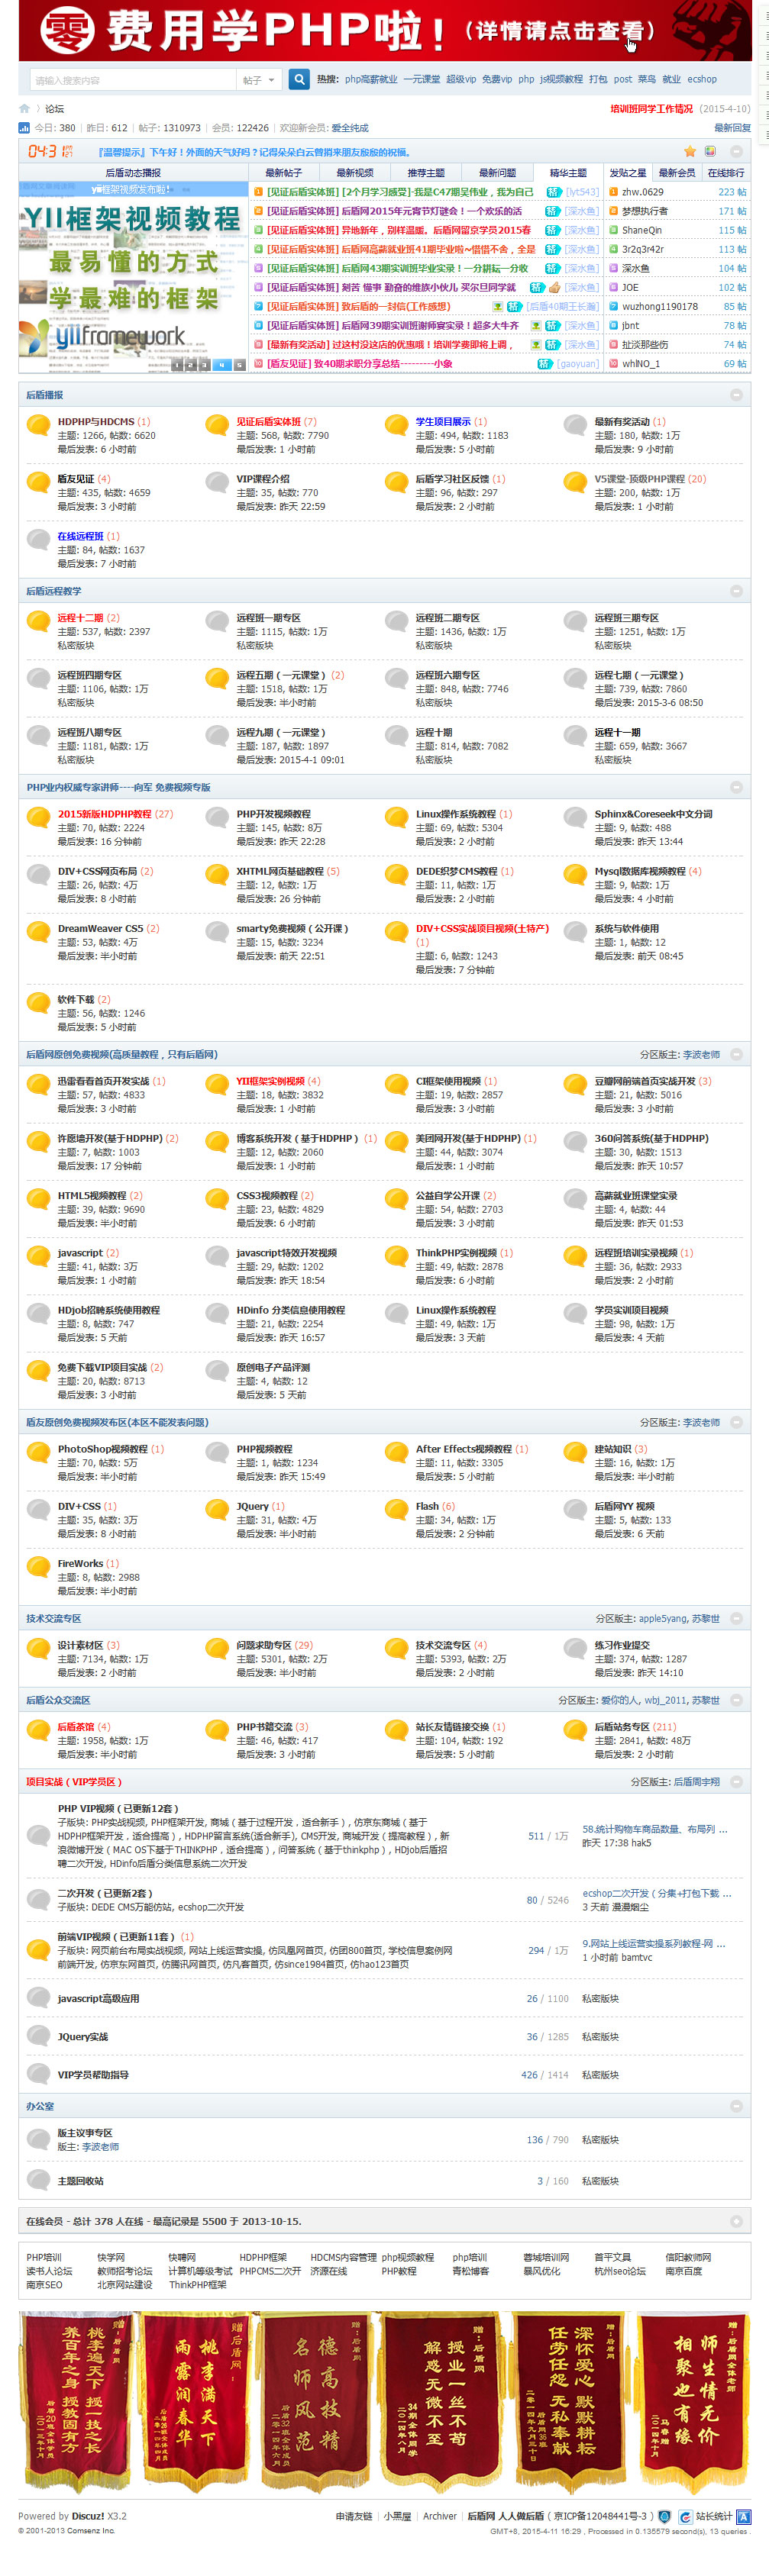 零 费用学PHP啦！（详情请点击查看）
请输入搜索内容 帖子 热搜: php高薪就业 一元课堂 超级vip 免费vip php js视频教程 打包 post 菜鸟 就业 ecshop
论坛 培训班同学工作情况 (2015-4-10)
今日: 380 | 昨日: 612 | 帖子: 1310973 | 会员: 122426 | 欢迎新会员: 爱全纯成 最新回复
『温馨提示』下午好！外面的天气好吗？记得朵朵白云曾捎来朋友殷殷的祝福。
后盾动态播报 最新帖子 最新视频 推荐主题 最新问题 精华主题 发贴之星 最新会员 在线排行
yii框架视频发布啦!
YII框架视频教程
最易懂的方式
学最难的框架
yiiframework
1 2 3 4 5
[见证后盾实体班] [2个月学习感受]-我是C47期吴伟业，我为自己 [lvt543]
[见证后盾实体班] 后盾网2015年元宵节灯谜会！一个欢乐的活 [深水鱼]
[见证后盾实体班] 异地新年，别样温暖。后盾网留京学员2015春 [深水鱼]
[见证后盾实体班] 后盾网高薪就业班41期毕业啦~惜惜不舍，全是 [深水鱼]
[见证后盾实体班] 后盾网43期实训班毕业实录！一分耕耘一分收 [深水鱼]
[见证后盾实体班] 刻苦 懂事 勤奋的维族小伙儿 买尔旦同学就 [深水鱼]
[见证后盾实体班] 致后盾的一封信(工作感想) [后盾40期王长瀚]
[见证后盾实体班] 后盾网39期实训班谢师宴实录！超多大牛齐 [深水鱼]
[最新有奖活动] 过这村没这店的优惠哦！培训学费即将上调， [深水鱼]
[盾友见证] 致40期求职分享总结---------小象 [gaoyuan]
zhw.0629 223 帖
梦想执行者 171 帖
ShaneQin 115 帖
3r2q3r42r 113 帖
深水鱼 104 帖
JOE 102 帖
wuzhong1190178 85 帖
jbnt 78 帖
扯淡那些伤 74 帖
whINO_1 69 帖
后盾播报
HDPHP与HDCMS (1) 见证后盾实体班 (7) 学生项目展示 (1) 最新有奖活动 (1)
主题: 1266, 帖数: 6620 主题: 568, 帖数: 7790 主题: 494, 帖数: 1183 主题: 180, 帖数: 1万
最后发表: 6 小时前 最后发表: 1 小时前 最后发表: 5 小时前 最后发表: 9 小时前
盾友见证 (4) VIP课程介绍 后盾学习社区反馈 (1) V5课堂-顶级PHP课程 (20)
主题: 435, 帖数: 4659 主题: 35, 帖数: 770 主题: 96, 帖数: 297 主题: 200, 帖数: 1万
最后发表: 3 小时前 最后发表: 昨天 22:59 最后发表: 2 小时前 最后发表: 1 小时前
在线远程班 (1)
主题: 84, 帖数: 1637
最后发表: 7 小时前
后盾远程教学
远程十二期 (2) 远程班一期专区 远程班二期专区 远程班三期专区
主题: 537, 帖数: 2397 主题: 1115, 帖数: 1万 主题: 1436, 帖数: 1万 主题: 1251, 帖数: 1万
私密版块 私密版块 私密版块 私密版块
远程班四期专区 远程五期（一元课堂） (2) 远程班六期专区 远程七期（一元课堂）
主题: 1106, 帖数: 1万 主题: 1518, 帖数: 1万 主题: 848, 帖数: 7746 主题: 739, 帖数: 7860
私密版块 最后发表: 半小时前 私密版块 最后发表: 2015-3-6 08:50
远程班八期专区 远程九期（一元课堂） 远程十期 远程十一期
主题: 1181, 帖数: 1万 主题: 187, 帖数: 1897 主题: 814, 帖数: 7082 主题: 659, 帖数: 3667
私密版块 最后发表: 2015-4-1 09:01 私密版块 私密版块
PHP业内权威专家讲师----向军 免费视频专版
2015新版HDPHP教程 (27) PHP开发视频教程 Linux操作系统教程 (1) Sphinx&Coreseek中文分词
主题: 70, 帖数: 2224 主题: 145, 帖数: 8万 主题: 69, 帖数: 5304 主题: 9, 帖数: 488
最后发表: 16 分钟前 最后发表: 昨天 22:28 最后发表: 2 小时前 最后发表: 昨天 13:44
DIV+CSS网页布局 (2) XHTML网页基础教程 (5) DEDE织梦CMS教程 (1) Mysql数据库视频教程 (4)
主题: 26, 帖数: 4万 主题: 12, 帖数: 1万 主题: 11, 帖数: 1万 主题: 9, 帖数: 1万
最后发表: 8 小时前 最后发表: 26 分钟前 最后发表: 2 小时前 最后发表: 4 小时前
DreamWeaver CS5 (2) smarty免费视频（公开课） DIV+CSS实战项目视频(土特产) (1) 系统与软件使用
主题: 53, 帖数: 4万 主题: 15, 帖数: 3234 主题: 6, 帖数: 1243 主题: 1, 帖数: 12
最后发表: 半小时前 最后发表: 前天 22:51 最后发表: 7 分钟前 最后发表: 前天 08:45
软件下载 (2)
主题: 56, 帖数: 1246
最后发表: 5 小时前
后盾网原创免费视频(高质量教程，只有后盾网) 分区版主: 李波老师
迅雷看看首页开发实战 (1) YII框架实例视频 (4) CI框架使用视频 (1) 豆瓣网前端首页实战开发 (3)
主题: 57, 帖数: 4833 主题: 18, 帖数: 3832 主题: 19, 帖数: 2857 主题: 21, 帖数: 5016
最后发表: 3 小时前 最后发表: 1 小时前 最后发表: 3 小时前 最后发表: 3 小时前
许愿墙开发(基于HDPHP) (2) 博客系统开发（基于HDPHP） (1) 美团网开发(基于HDPHP) (1) 360问答系统(基于HDPHP)
主题: 7, 帖数: 1003 主题: 12, 帖数: 2060 主题: 44, 帖数: 3074 主题: 30, 帖数: 1513
最后发表: 17 分钟前 最后发表: 1 小时前 最后发表: 1 小时前 最后发表: 昨天 10:57
HTML5视频教程 (2) CSS3视频教程 (2) 公益自学公开课 (2) 高薪就业班课堂实录
主题: 39, 帖数: 9690 主题: 23, 帖数: 4829 主题: 54, 帖数: 2703 主题: 4, 帖数: 44
最后发表: 半小时前 最后发表: 6 小时前 最后发表: 3 小时前 最后发表: 昨天 01:53
javascript (2) javascript特效开发视频 ThinkPHP实例视频 (1) 远程班培训实录视频 (1)
主题: 41, 帖数: 3万 主题: 29, 帖数: 1202 主题: 49, 帖数: 2878 主题: 36, 帖数: 2933
最后发表: 1 小时前 最后发表: 昨天 18:54 最后发表: 6 小时前 最后发表: 2 小时前
HDjob招聘系统使用教程 HDinfo 分类信息使用教程 Linux操作系统教程 学员实训项目视频
主题: 8, 帖数: 747 主题: 21, 帖数: 2254 主题: 49, 帖数: 1万 主题: 98, 帖数: 1万
最后发表: 5 天前 最后发表: 昨天 16:57 最后发表: 3 天前 最后发表: 4 天前
免费下载VIP项目实战 (2) 原创电子产品评测
主题: 20, 帖数: 8713 主题: 4, 帖数: 12
最后发表: 3 小时前 最后发表: 5 天前
盾友原创免费视频发布区(本区不能发表问题) 分区版主: 李波老师
PhotoShop视频教程 (1) PHP视频教程 After Effects视频教程 (1) 建站知识 (3)
主题: 70, 帖数: 5万 主题: 1, 帖数: 1234 主题: 11, 帖数: 3305 主题: 16, 帖数: 1万
最后发表: 半小时前 最后发表: 昨天 15:49 最后发表: 5 小时前 最后发表: 半小时前
DIV+CSS (1) JQuery (1) Flash (6) 后盾网YY 视频
主题: 35, 帖数: 3万 主题: 31, 帖数: 4万 主题: 34, 帖数: 1万 主题: 5, 帖数: 133
最后发表: 8 小时前 最后发表: 半小时前 最后发表: 2 分钟前 最后发表: 6 天前
FireWorks (1)
主题: 8, 帖数: 2988
最后发表: 半小时前
技术交流专区 分区版主: apple5yang, 苏黎世
设计素材区 (3) 问题求助专区 (29) 技术交流专区 (4) 练习作业提交
主题: 7134, 帖数: 1万 主题: 5301, 帖数: 2万 主题: 5393, 帖数: 2万 主题: 374, 帖数: 1287
最后发表: 2 小时前 最后发表: 半小时前 最后发表: 2 小时前 最后发表: 昨天 14:10
后盾公众交流区 分区版主: 爱你的人, wbj_2011, 苏黎世
后盾茶馆 (4) PHP书籍交流 (3) 站长友情链接交换 (1) 后盾站务专区 (211)
主题: 1958, 帖数: 1万 主题: 46, 帖数: 417 主题: 104, 帖数: 192 主题: 2841, 帖数: 48万
最后发表: 半小时前 最后发表: 3 小时前 最后发表: 5 小时前 最后发表: 2 小时前
项目实战（VIP学员区） 分区版主: 后盾周宇翔
PHP VIP视频（已更新12套）
子版块: PHP实战视频, PHP框架开发, 商城（基于过程开发，适合新手）, 仿京东商城（基于
HDPHP框架开发，适合提高）, HDPHP留言系统(适合新手), CMS开发, 商城开发（提高教程）, 新
浪微博开发（MAC OS下基于THINKPHP，适合提高）, 问答系统（基于thinkphp）, HDjob后盾招
聘二次开发, HDinfo后盾分类信息系统二次开发
511 / 1万 58.统计购物车商品数量、布局列 ...
昨天 17:38 hak5
二次开发（已更新2套） 80 / 5246 ecshop二次开发（分集+打包下载 ...
子版块: DEDE CMS万能仿站, ecshop二次开发 3 天前 漫漫烟尘
前端VIP视频（已更新11套） (1)
子版块: 网页前台布局实战视频, 网站上线运营实操, 仿凤凰网首页, 仿团800首页, 学校信息案例网
前端开发, 仿京东网首页, 仿腾讯网首页, 仿凡客首页, 仿since1984首页, 仿hao123首页
294 / 1万 9.网站上线运营实操系列教程-网 ...
1 小时前 bamtvc
javascript高级应用 26 / 1100 私密版块
JQuery实战 36 / 1285 私密版块
VIP学员帮助指导 426 / 1414 私密版块
办公室
版主议事专区 136 / 790 私密版块
版主: 李波老师
主题回收站 3 / 160 私密版块
在线会员 - 总计 378 人在线 - 最高记录是 5500 于 2013-10-15.
PHP培训 快学网 快聘网 HDPHP框架 HDCMS内容管理 php视频教程 php培训 蓉城培训网 首平文具 信阳教师网
读书人论坛 教师招考论坛 计算机等级考试 PHPCMS二次开 济源在线 PHP教程 青松博客 暴风优化 杭州seo论坛 南京百度
南京SEO 北京网站建设 ThinkPHP框架
赠:后盾网
桃李遍天下 授一技之长
养百年之身 授教固有方
赠后盾网:
桃李满天下
雨露润春华
赠:后盾网
德高技精
名师风范
赠:后盾网
授业一丝不苟
解惑无微不至
赠:后盾网
深怀爱心 默默耕耘
任劳任怨 无私奉献
师生情无价
相聚也有缘
Powered by Discuz! X3.2 申请友链 | 小黑屋 | Archiver | 后盾网 人人做后盾 ( 京ICP备12048441号-3 ) 站长统计
© 2001-2013 Comsenz Inc. GMT+8, 2015-4-11 16:29 , Processed in 0.135579 second(s), 13 queries .